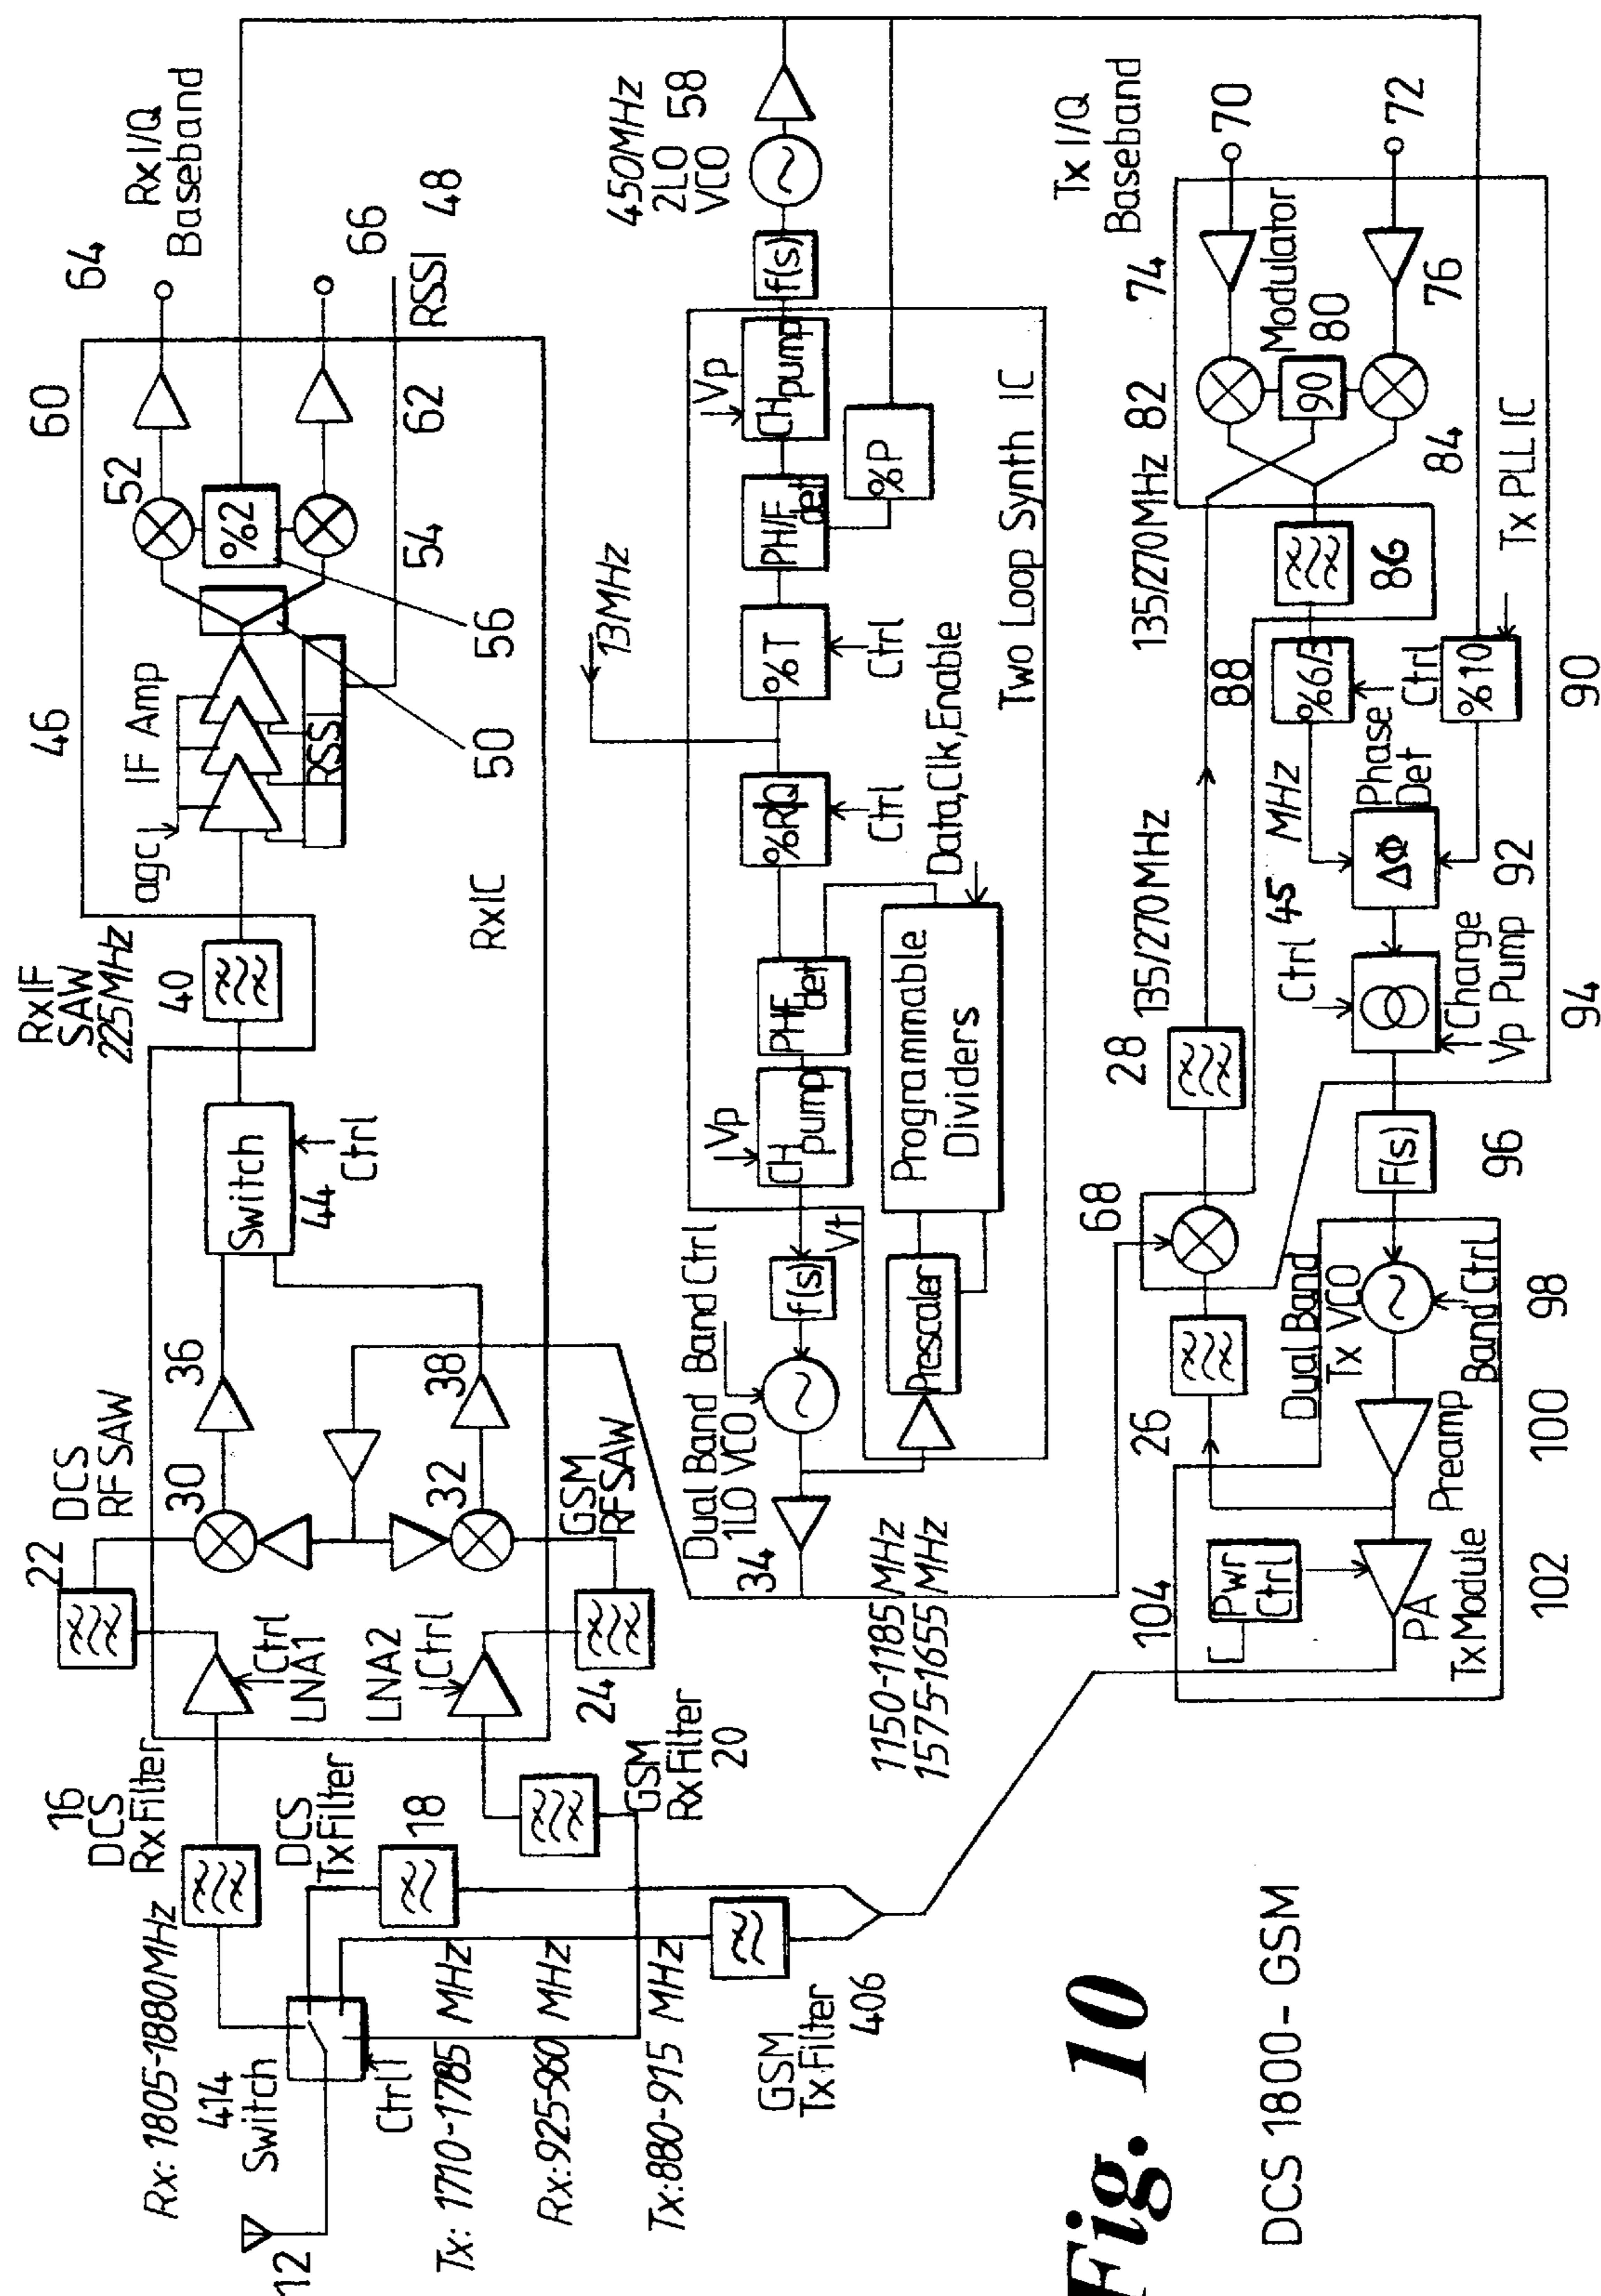 12
Rx: 1805-1880MHz
414
Switch
Ctrl
Tx: 1710-1785 MHz
Rx:925-960 MHz
Tx:880-915 MHz
16
DCS
Rx Filter
DCS
Tx Filter
18
GSM
Rx Filter
20
GSM
Tx Filter
406
22
DCS
RF SAW
Ctrl
LNA1
LNA2
Ctrl
24
GSM
RF SAW
30
32
36
38
Switch
44
Ctrl
Rx IF
SAW
225MHz
40
Rx IC
46
agc
IF Amp
RSSI
50
56
52
%2
54
60
62
64
Rx I/Q
Baseband
66
48
RSSI
34
Dual Band
1LO VCO
Band Ctrl
1150-1185 MHz
1575-1655 MHz
f(s)
Vt
Prescaler
Vp
CH
pump
PH/F
det
Programmable
Dividers
Data,Clk,Enable
%R/Q
Ctrl
13MHz
%T
Ctrl
PH/F
det
Vp
CH
pump
%P
Two Loop Synth IC
f(s)
450MHz
2LO
VCO
58
Tx I/Q
Baseband
70
72
74
Modulator
80
76
90
82
84
135/270MHz
86
Tx PLL IC
88
%6/3
Ctrl
%10
90
Phase
Det
MHz
45
ΔΦ
92
135/270MHz
28
Ctrl
Change
Vp Pump
94
68
F(s)
96
Dual Band
Tx VCO
Band Ctrl
98
26
Preamp
100
104
Pwr
Ctrl
PA
Tx Module
102
Fig. 10
DCS 1800- GSM